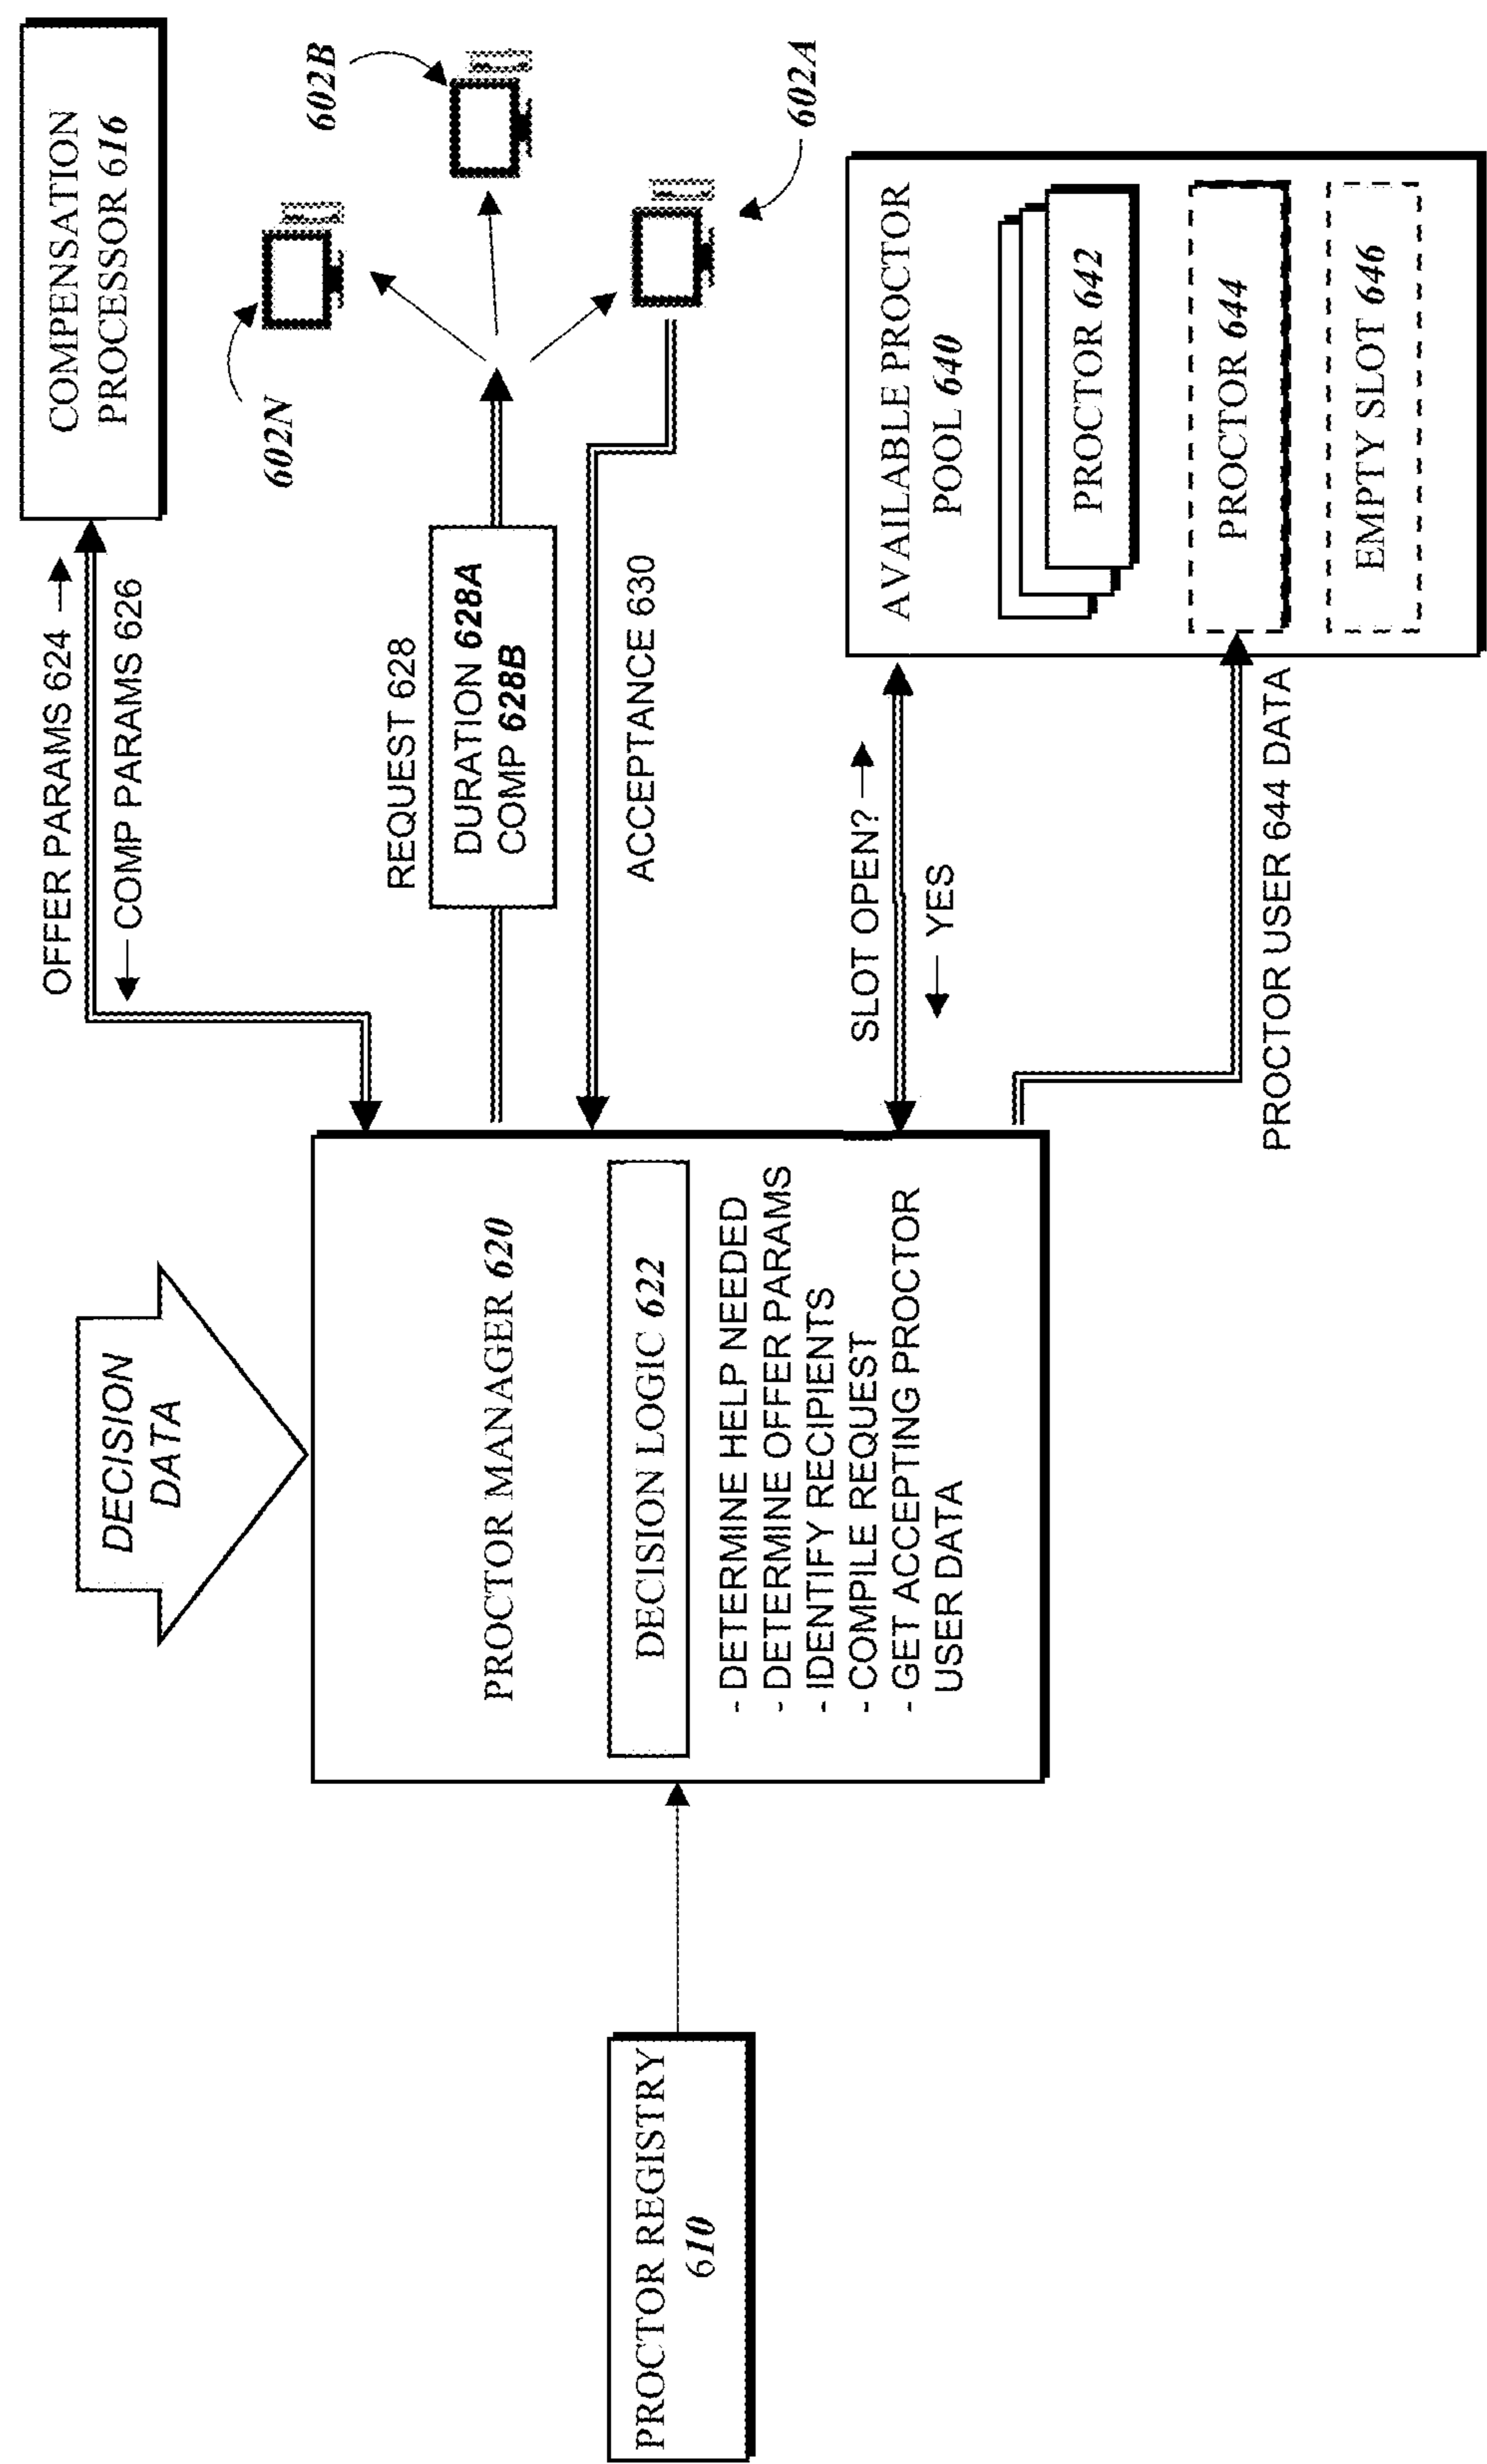 DECISION
DATA
PROCTOR REGISTRY
610
PROCTOR MANAGER 620
DECISION LOGIC 622
- DETERMINE HELP NEEDED
- DETERMINE OFFER PARAMS
- IDENTIFY RECIPIENTS
- COMPILE REQUEST
- GET ACCEPTING PROCTOR
USER DATA
OFFER PARAMS 624
COMP PARAMS 626
COMPENSATION
PROCESSOR 616
REQUEST 628
DURATION 628A
COMP 628B
602N
602B
602A
ACCEPTANCE 630
SLOT OPEN?
YES
PROCTOR USER 644 DATA
AVAILABLE PROCTOR
POOL 640
PROCTOR 642
PROCTOR 644
EMPTY SLOT 646